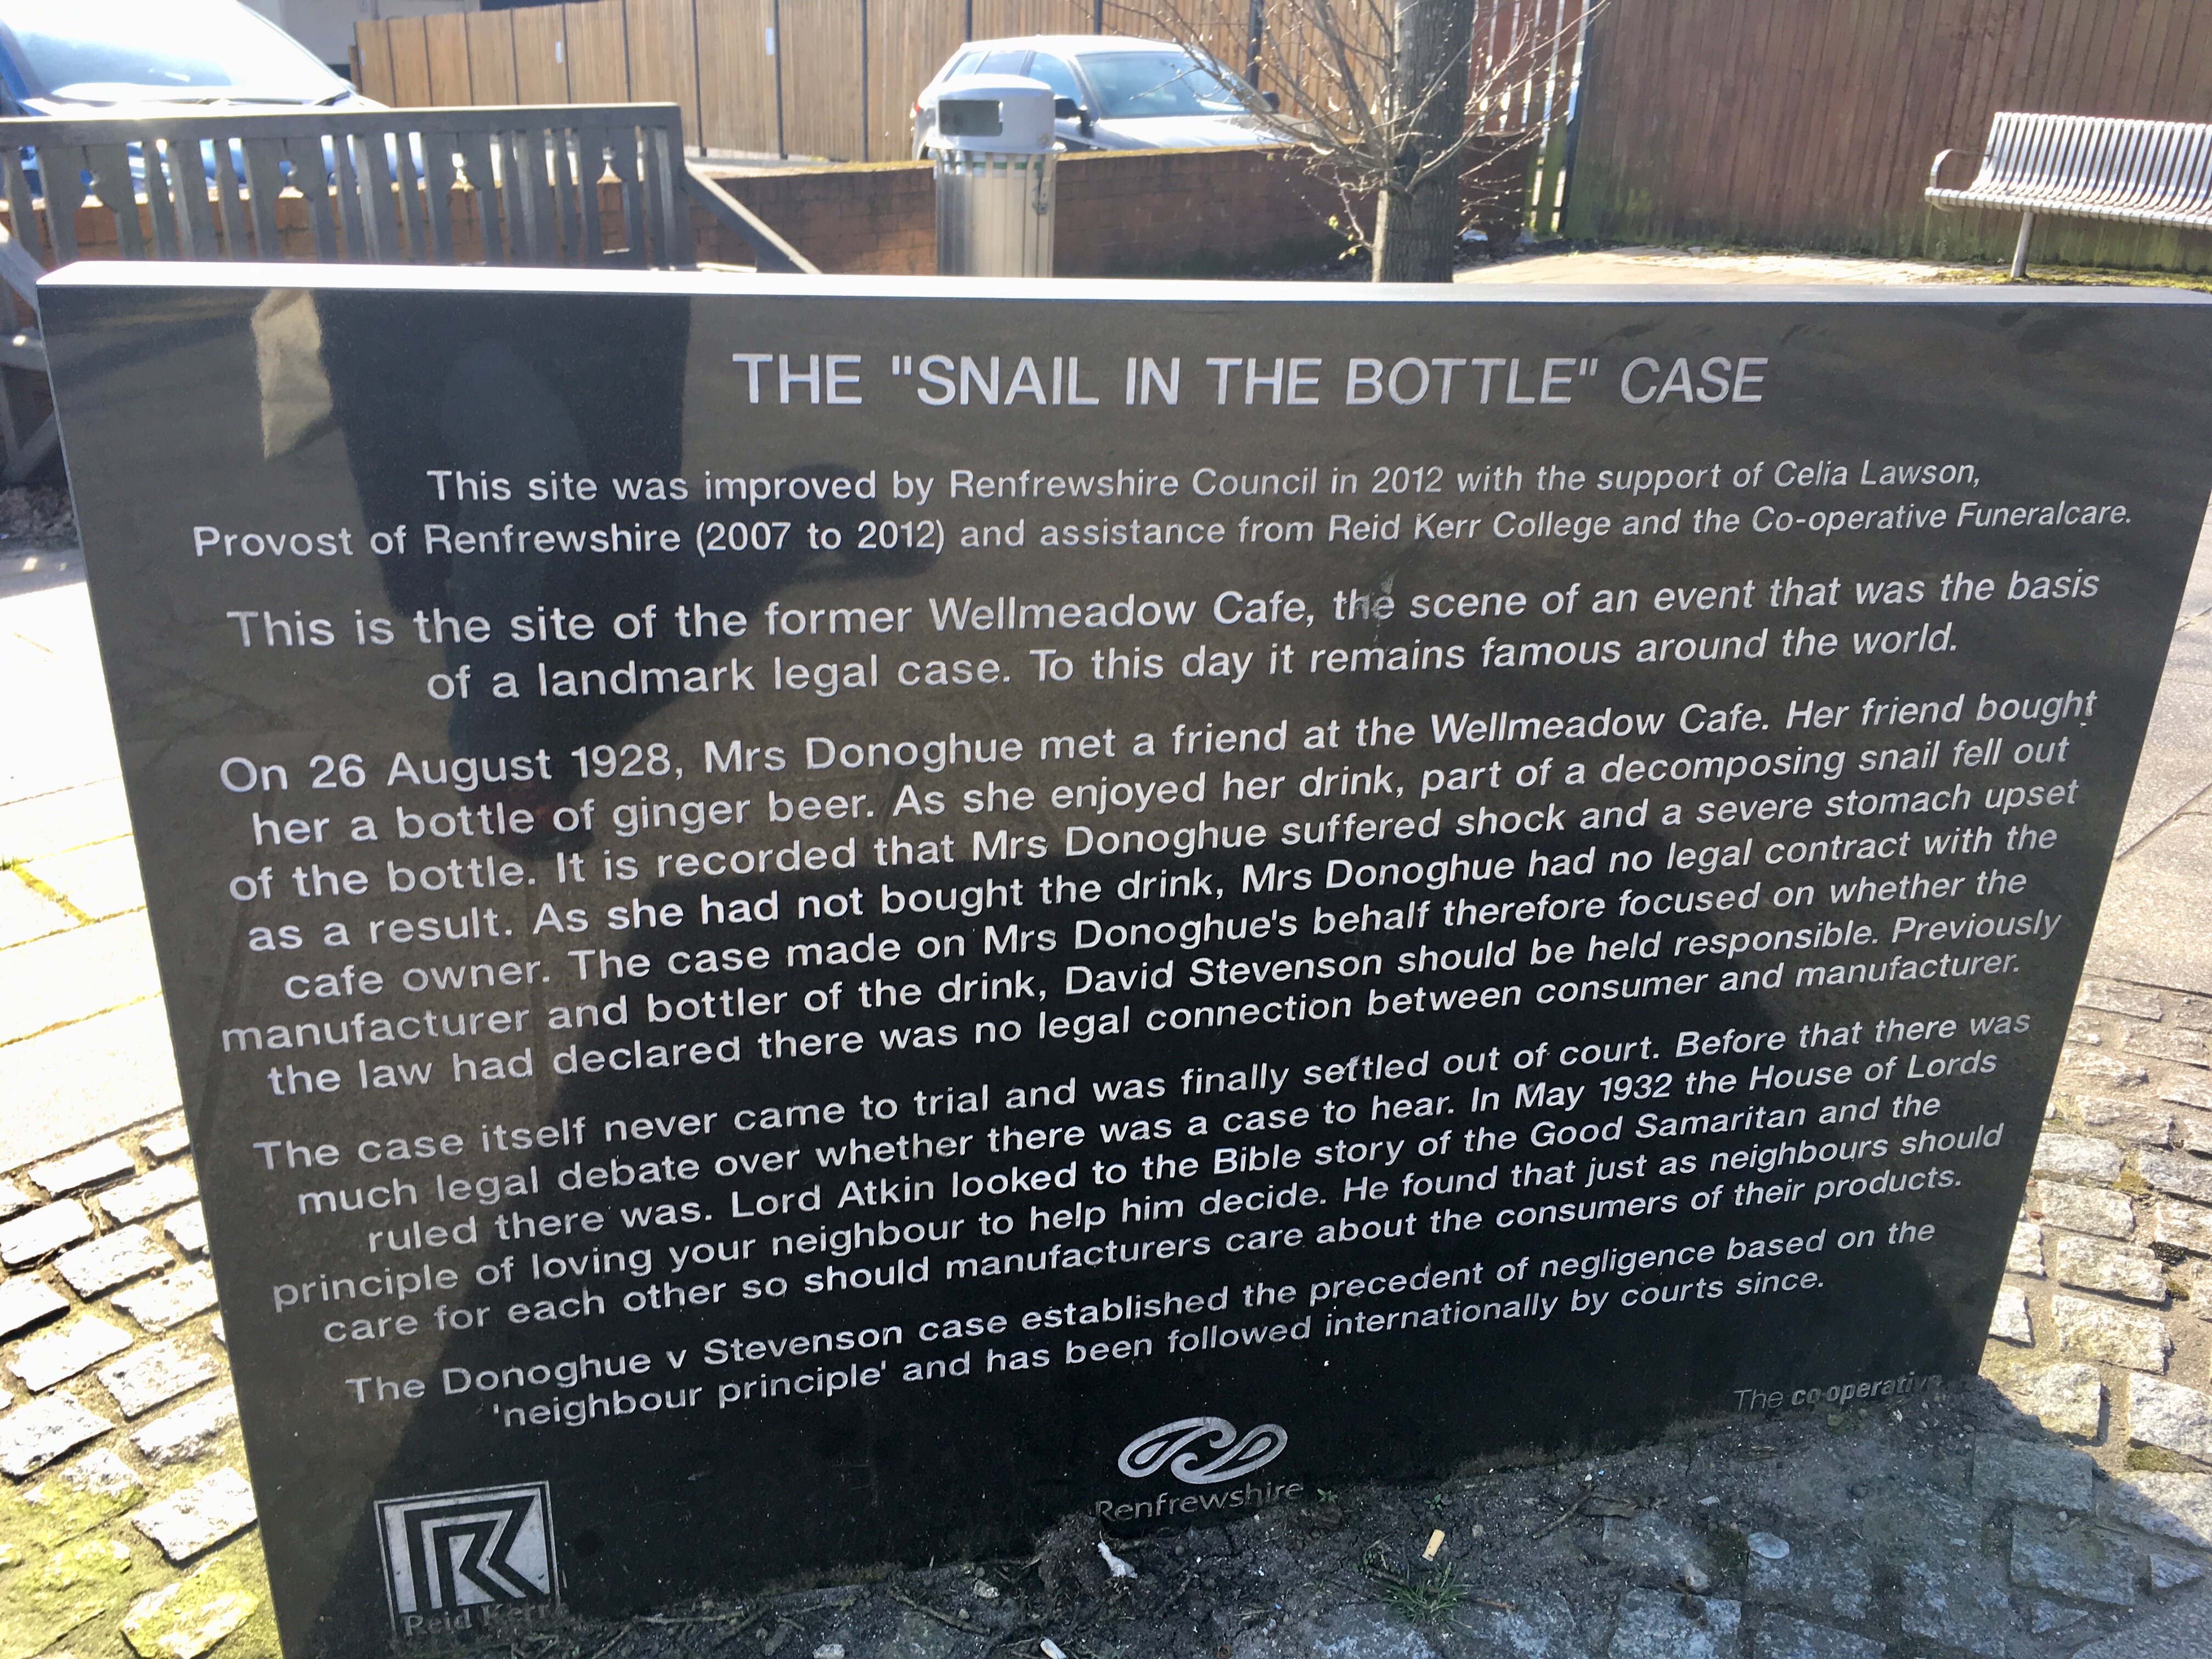 THE "SNAIL IN THE BOTTLE" CASE
This site was improved by Renfrewshire Council in 2012 with the support of Celia Lawson,
Provost of Renfrewshire (2007 to 2012) and assistance from Reid Kerr College and the Co-operative Funeralcare.
This is the site of the former Wellmeadow Cafe, the scene of an event that was the basis
of a landmark legal case. To this day it remains famous around the world.
On 26 August 1928, Mrs Donoghue met a friend at the Wellmeadow Cafe. Her friend bought
her a bottle of ginger beer. As she enjoyed her drink, part of a decomposing snail fell out
of the bottle. It is recorded that Mrs Donoghue suffered shock and a severe stomach upset
as a result. As she had not bought the drink, Mrs Donoghue had no legal contract with the
cafe owner. The case made on Mrs Donoghue's behalf therefore focused on whether the
manufacturer and bottler of the drink, David Stevenson should be held responsible. Previously
the law had declared there was no legal connection between consumer and manufacturer.
The case itself never came to trial and was finally settled out of court. Before that there was
much legal debate over whether there was a case to hear. In May 1932 the House of Lords
ruled there was. Lord Atkin looked to the Bible story of the Good Samaritan and the
principle of loving your neighbour to help him decide. He found that just as neighbours should
care for each other so should manufacturers care about the consumers of their products.
The Donoghue v Stevenson case established the precedent of negligence based on the
'neighbour principle' and has been followed internationally by courts since.
The co-operative
Renfrewshire
Reid Kerr